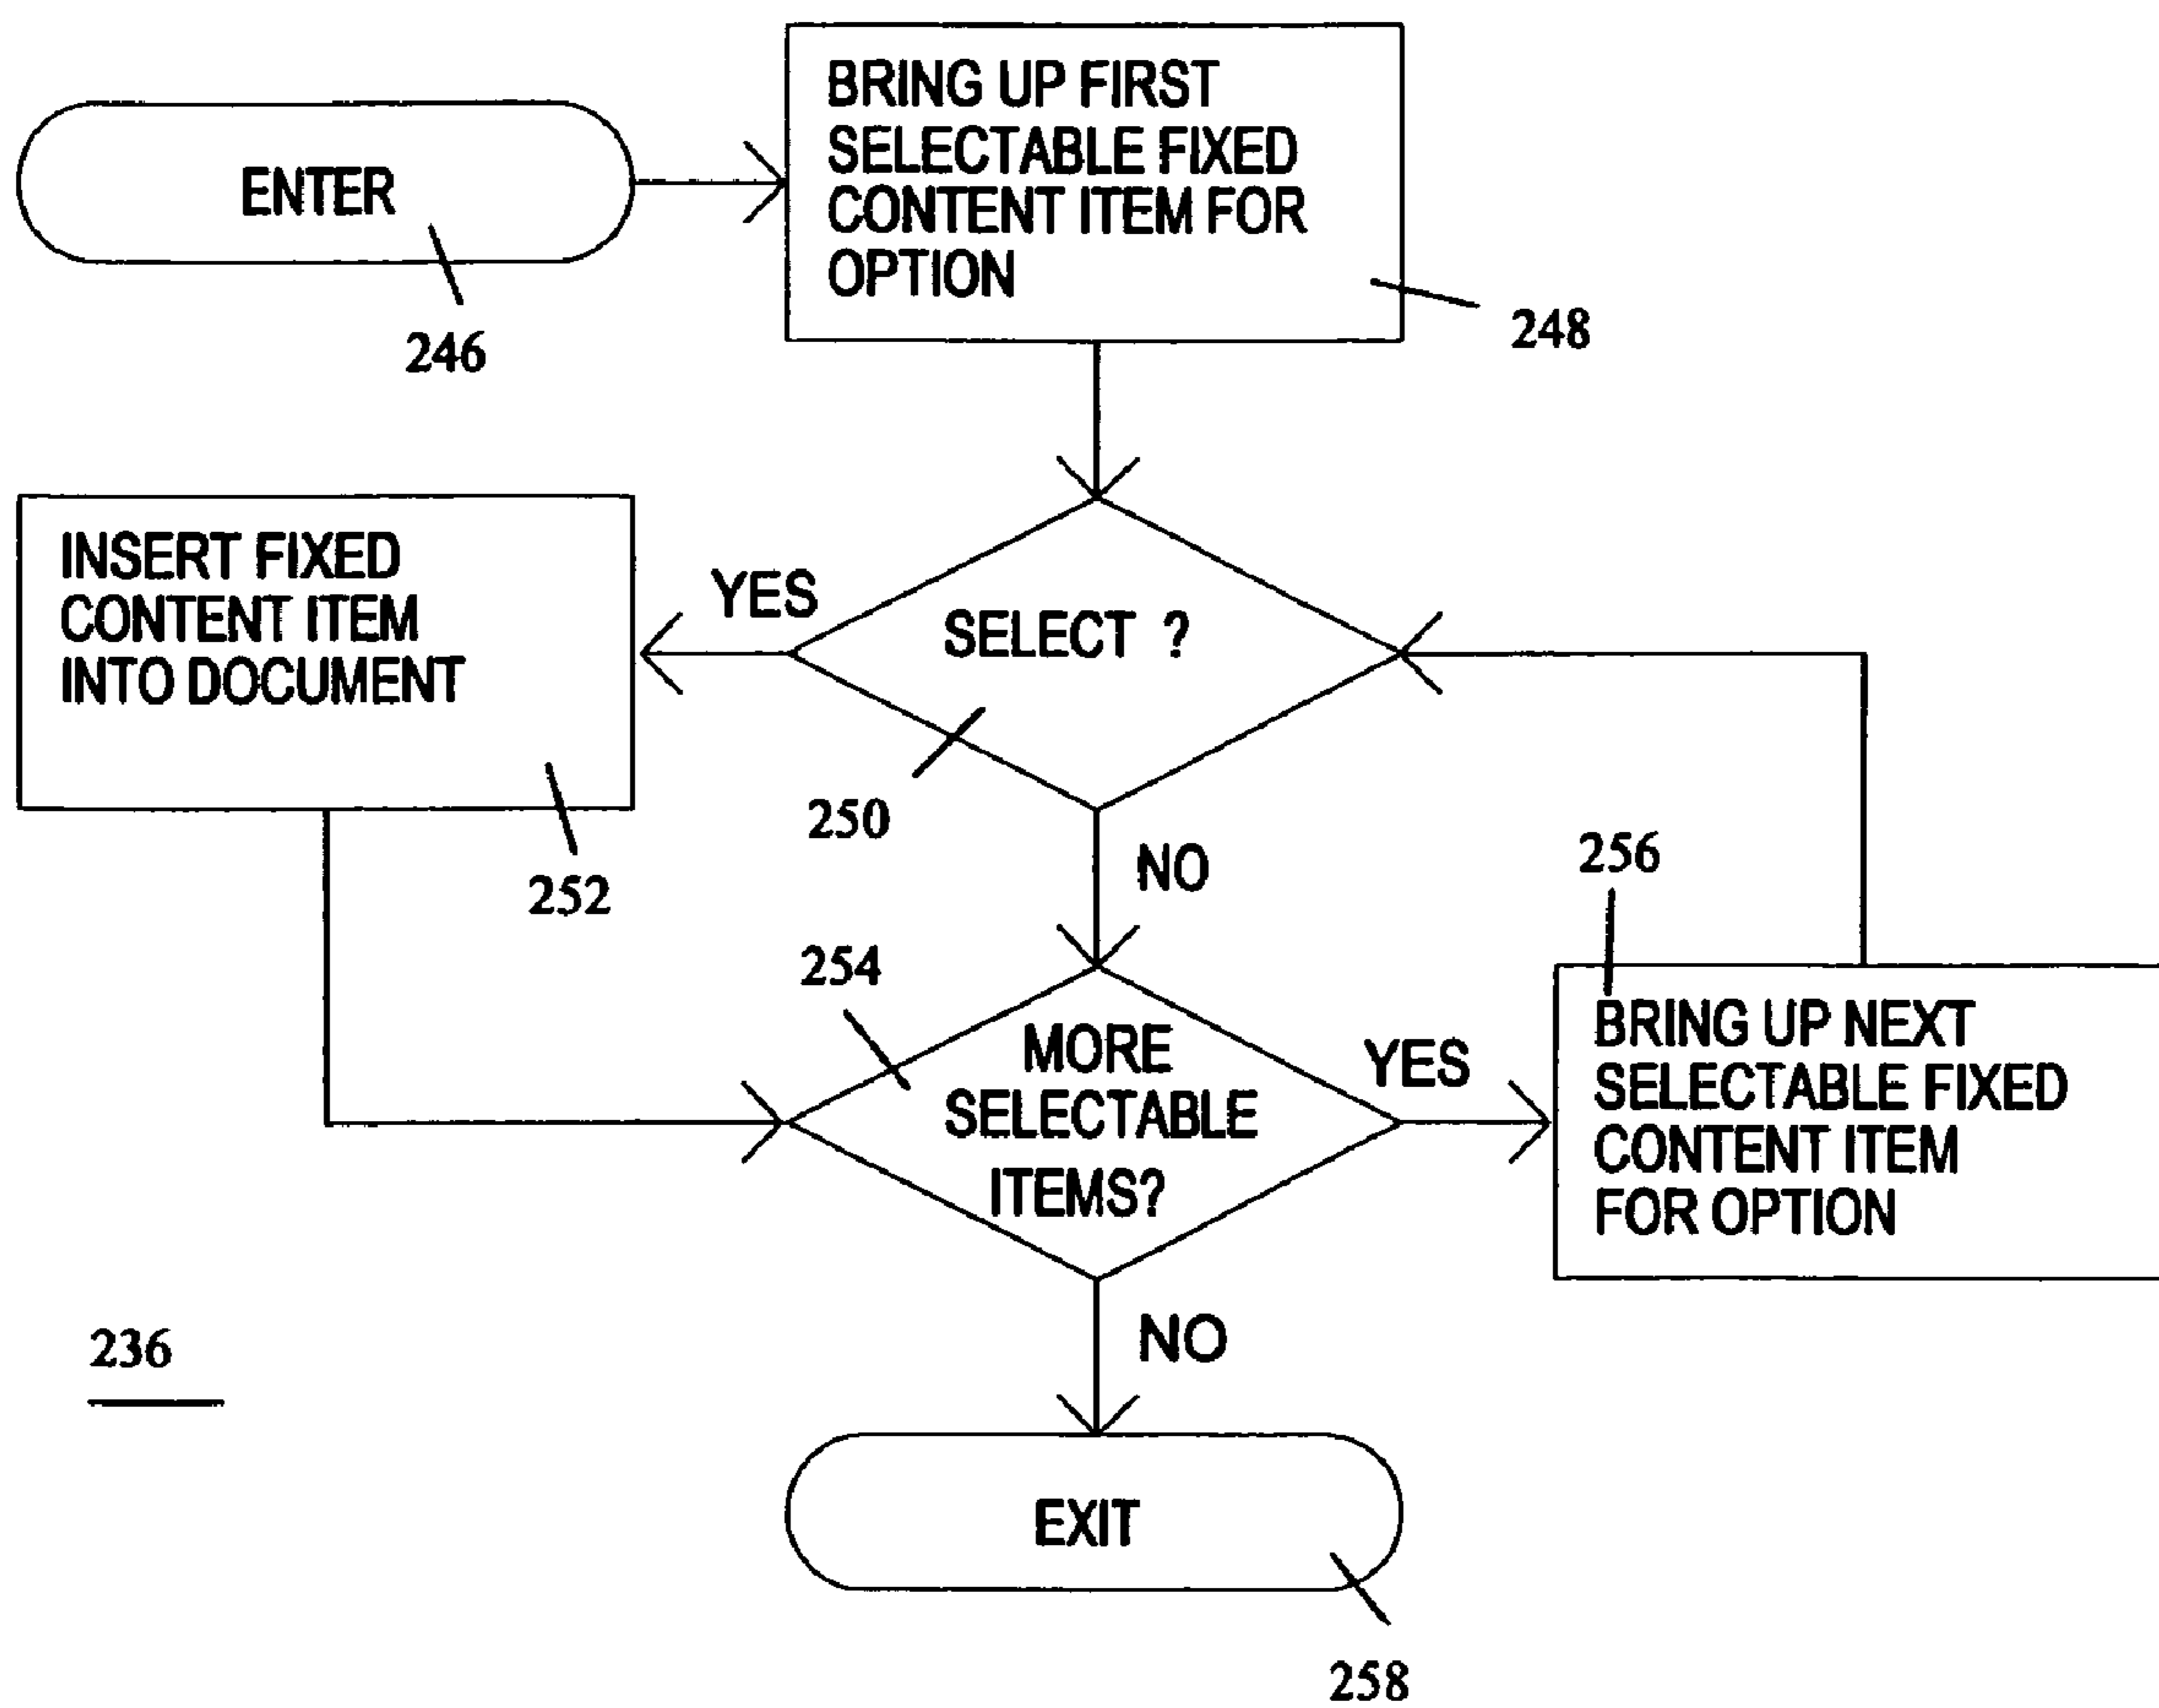 ENTER
246
BRING UP FIRST
SELECTABLE FIXED
CONTENT ITEM FOR
OPTION
248
SELECT ?
250
YES
INSERT FIXED
CONTENT ITEM
INTO DOCUMENT
252
NO
254
MORE
SELECTABLE
ITEMS?
YES
256
BRING UP NEXT
SELECTABLE FIXED
CONTENT ITEM
FOR OPTION
NO
236
EXIT
258